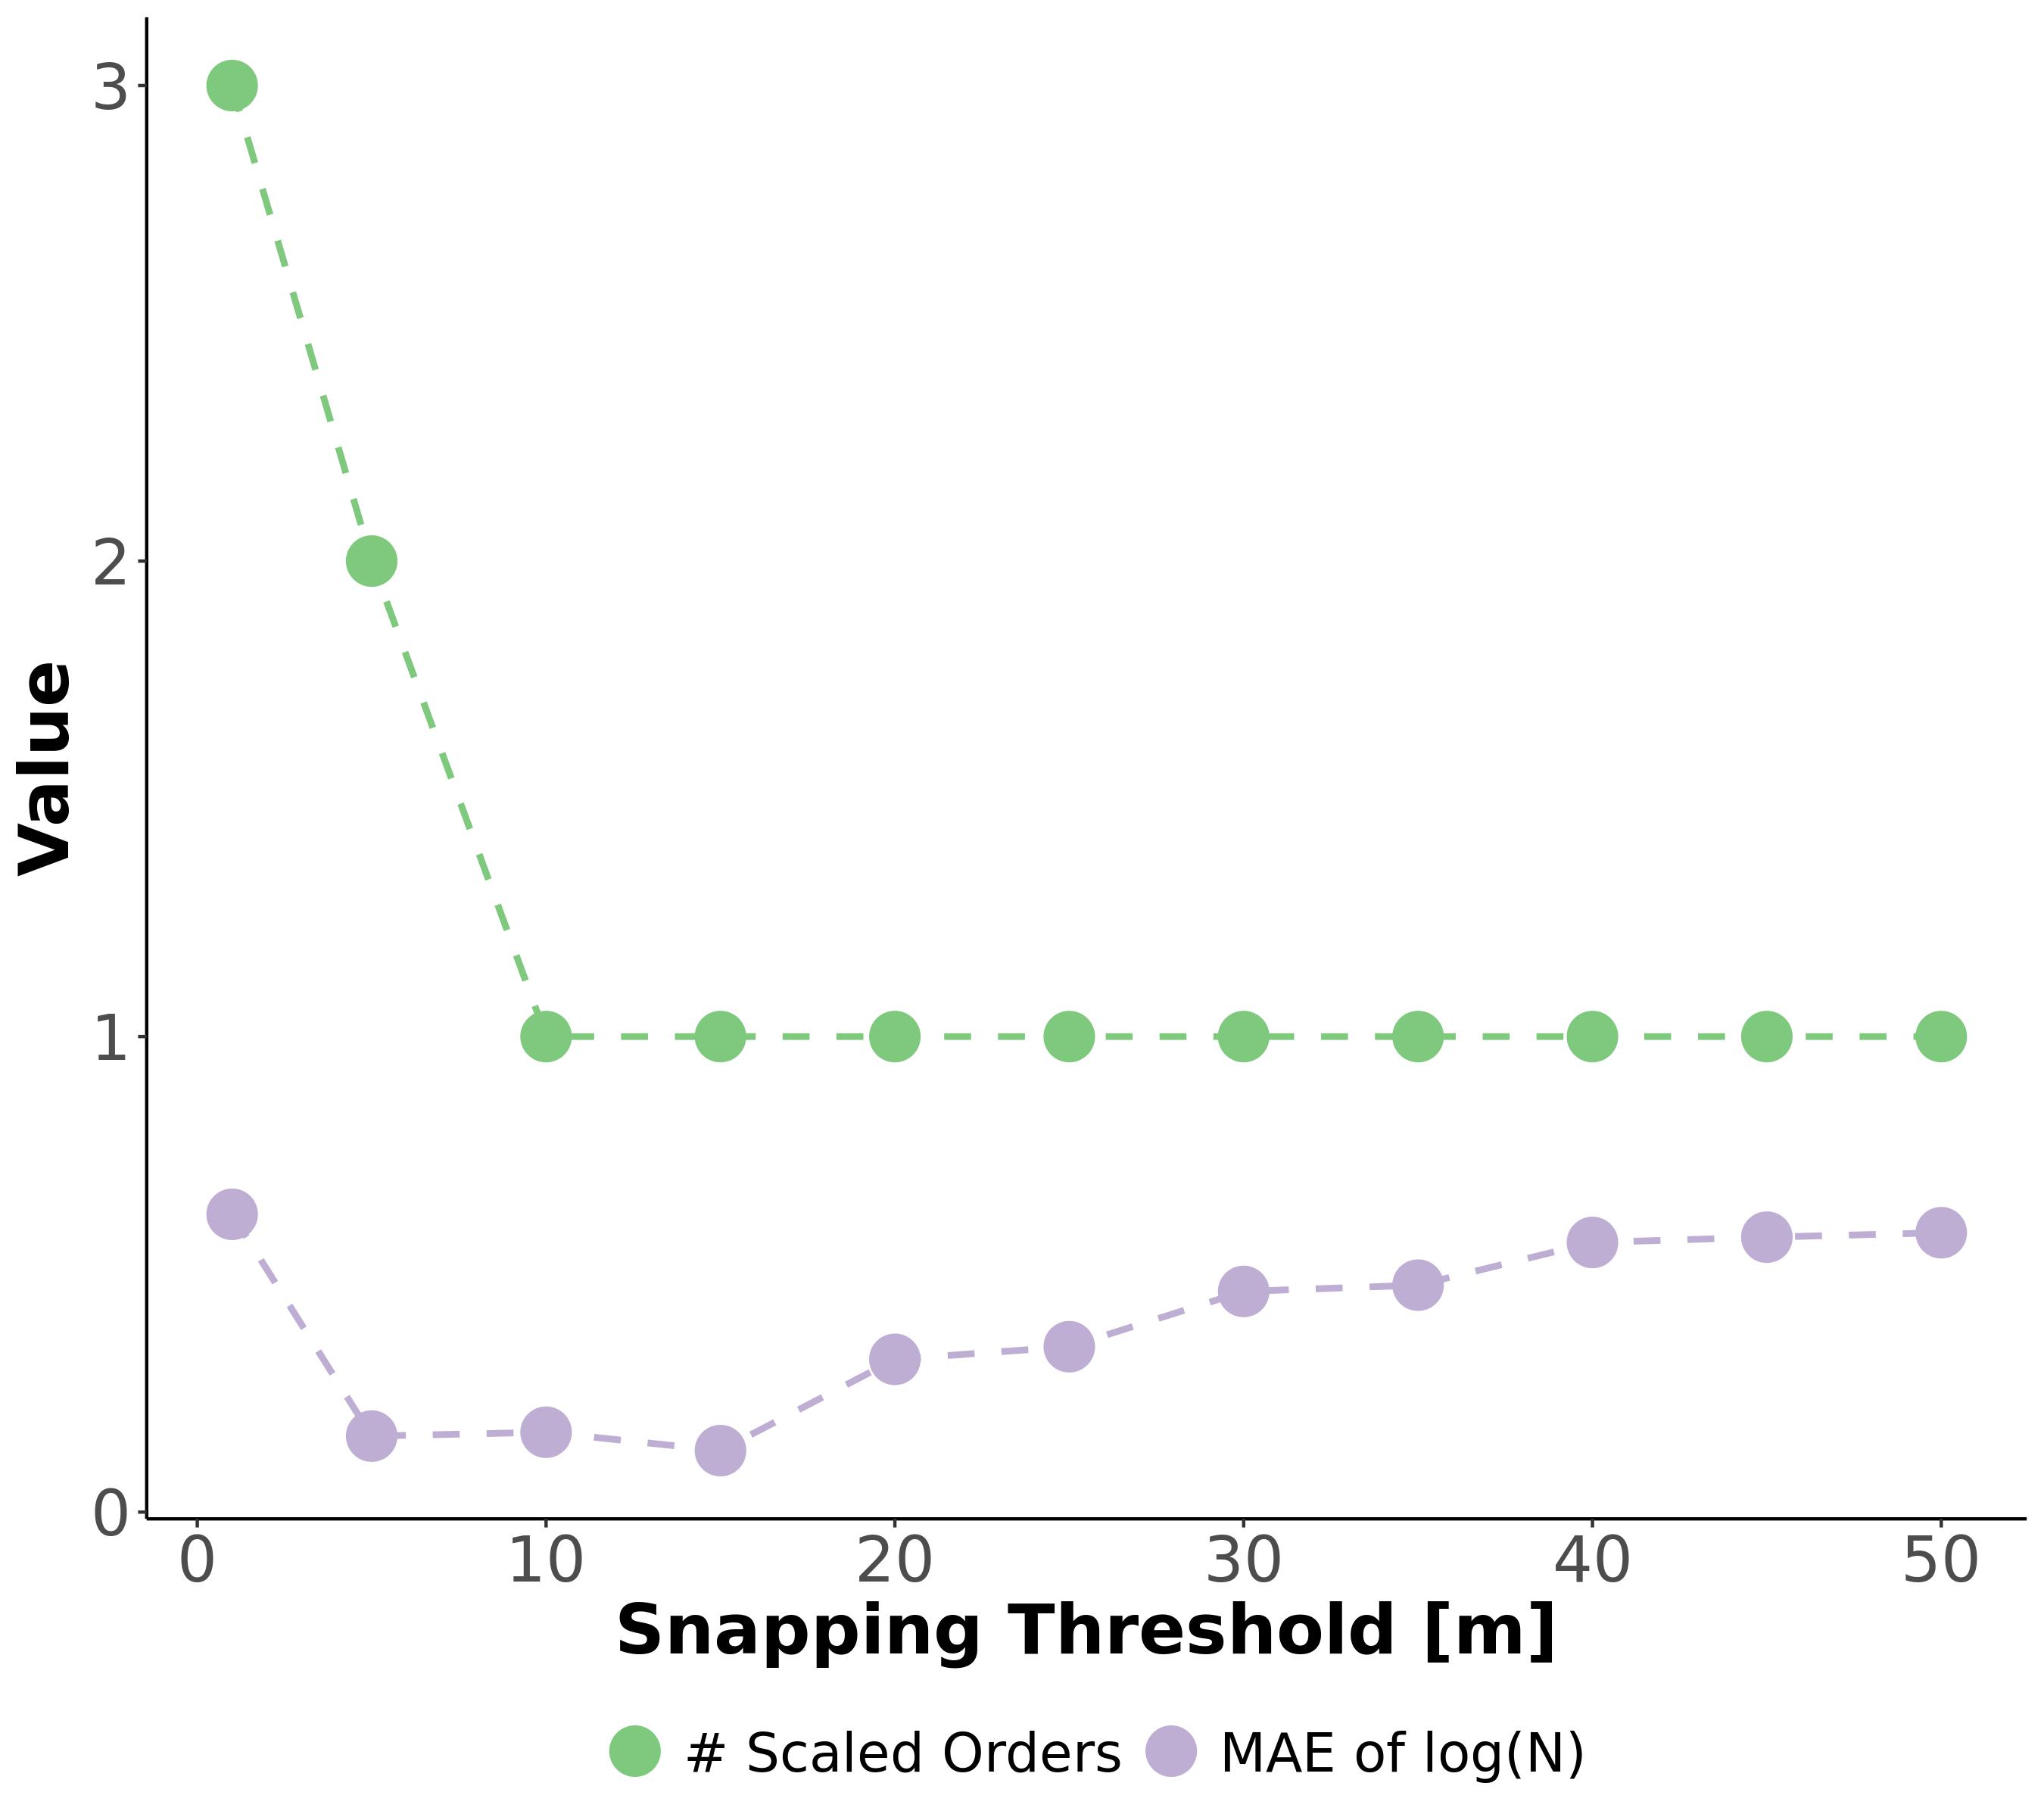 3
2
1
0
Value
0 10 20 30 40 50
Snapping Threshold [m]
# Scaled Orders MAE of log(N)